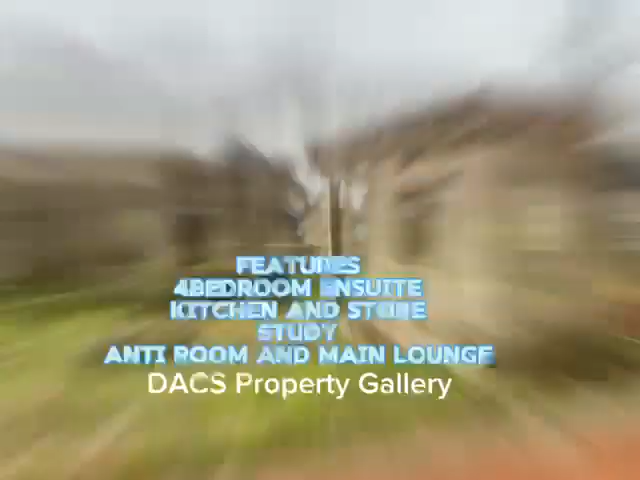 FEATURES
4BEDROOM ENSUITE
KITCHEN AND STORE
STUDY
ANTI ROOM AND MAIN LOUNGE
DACS Property Gallery